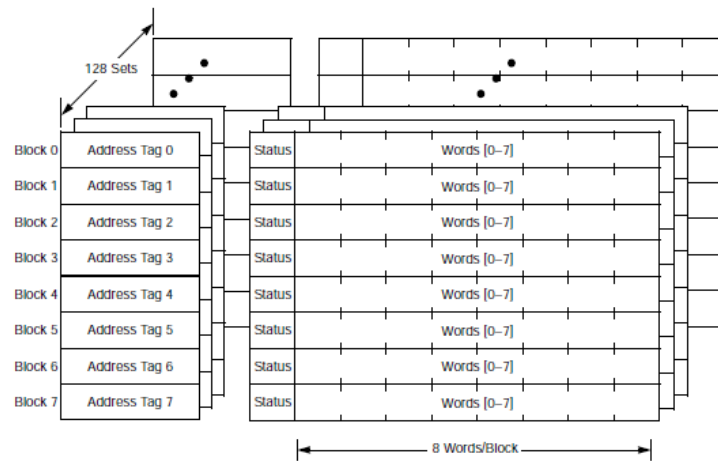 128 Sets
Block 0 Address Tag 0 Status Words [0–7]
Block 1 Address Tag 1 Status Words [0–7]
Block 2 Address Tag 2 Status Words [0–7]
Block 3 Address Tag 3 Status Words [0–7]
Block 4 Address Tag 4 Status Words [0–7]
Block 5 Address Tag 5 Status Words [0–7]
Block 6 Address Tag 6 Status Words [0–7]
Block 7 Address Tag 7 Status Words [0–7]
8 Words/Block